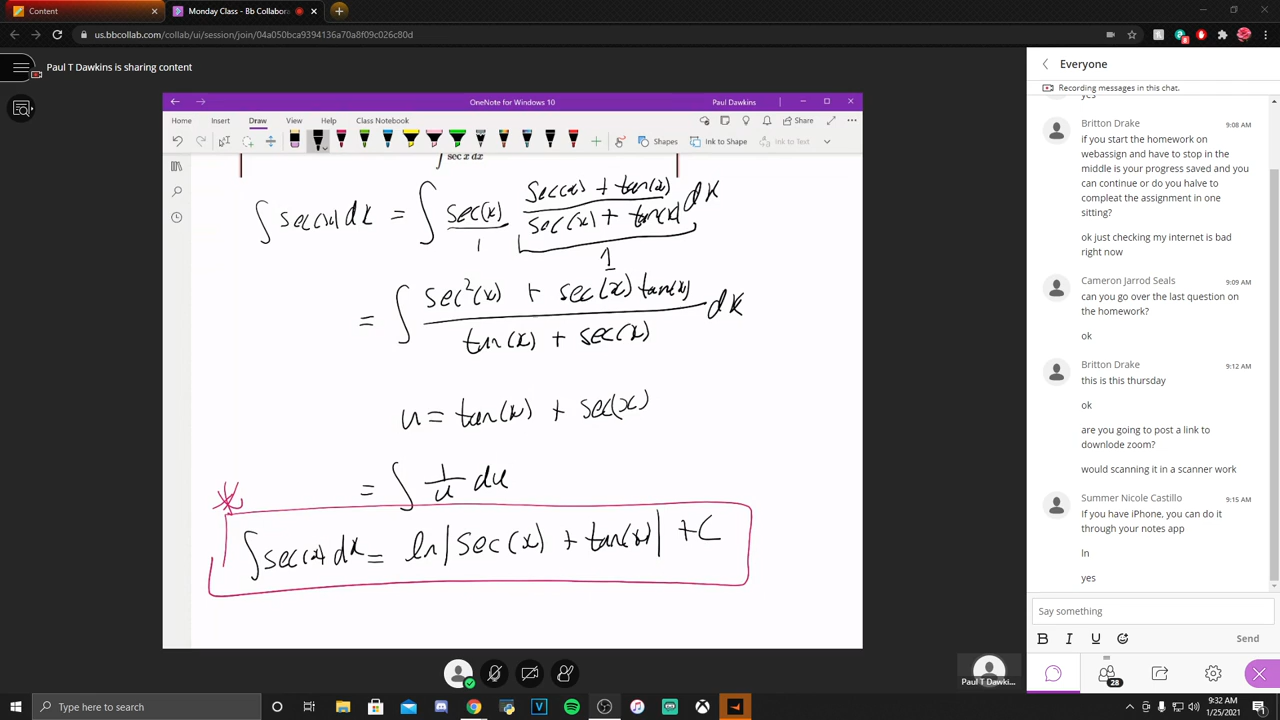 Content
Monday Class - Bb Collabora
us.bbcollab.com/collab/ui/session/join/04a050bca9394136a70a8f09c026c80d
Paul T Dawkins is sharing content
OneNote for Windows 10
Paul Dawkins
Home Insert Draw View Help Class Notebook
Share
Shapes Ink to Shape Ink to Text
∫ sec x dx
∫ sec(x) dx = ∫ sec(x)/1 (sec(x) + tan(x))/(sec(x) + tan(x)) dx
1
= ∫ (sec²(x) + sec(x) tan(x))/(tan(x) + sec(x)) dx
u = tan(x) + sec(x)
= ∫ 1/u du
*
∫ sec(x) dx = ln|sec(x) + tan(x)| + C
Everyone
Recording messages in this chat.
yes
Britton Drake 9:08 AM
if you start the homework on
webassign and have to stop in the
middle is your progress saved and you
can continue or do you halve to
compleat the assignment in one
sitting?
ok just checking my internet is bad
right now
Cameron Jarrod Seals 9:09 AM
can you go over the last question on
the homework?
ok
Britton Drake 9:12 AM
this is this thursday
ok
are you going to post a link to
downlode zoom?
would scanning it in a scanner work
Summer Nicole Castillo 9:15 AM
If you have iPhone, you can do it
through your notes app
ln
yes
Say something
B I U Send
Paul T Dawki...
23
Type here to search
9:32 AM
1/25/2021